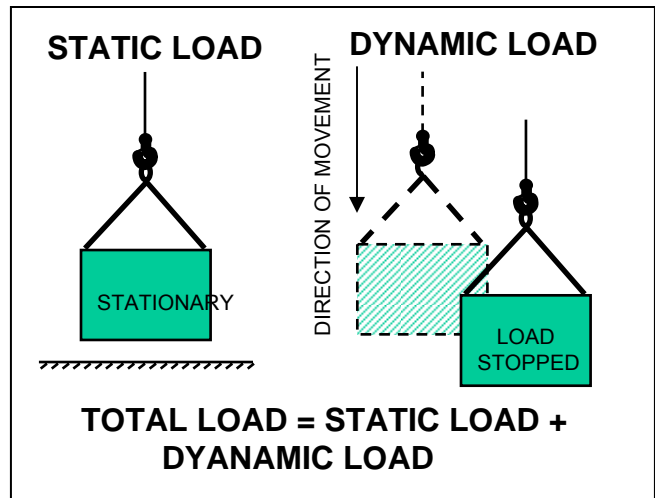 STATIC LOAD
DYNAMIC LOAD
DIRECTION OF MOVEMENT
STATIONARY
LOAD
STOPPED
TOTAL LOAD = STATIC LOAD +
DYANAMIC LOAD